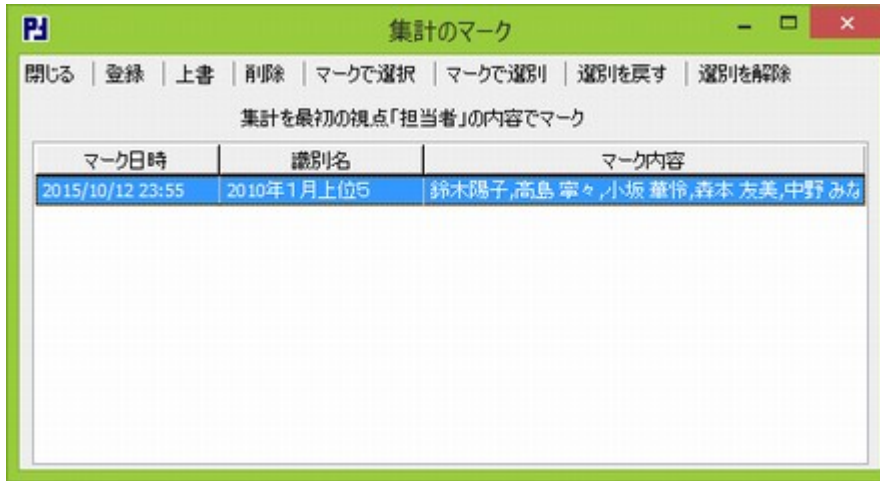 集計のマーク
閉じる | 登録 | 上書 | 削除 | マークで選択 | マークで選別 | 選別を戻す | 選別を解除
集計を最初の視点「担当者」の内容でマーク
マーク日時 識別名 マーク内容
2015/10/12 23:55 2010年1月上位5 鈴木陽子,高島 寧々,小坂 華伶,森本 友美,中野 みな